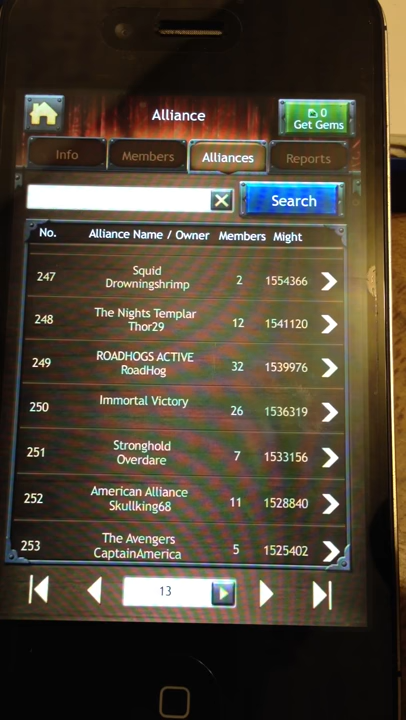 Alliance
0
Get Gems
Info
Members
Alliances
Reports
Search
No. Alliance Name / Owner Members Might
247 Squid 2 1554366
Drowningshrimp
248 The Nights Templar 12 1541120
Thor29
249 ROADHOGS ACTIVE 32 1539976
RoadHog
250 Immortal Victory 26 1536319
251 Stronghold 7 1533156
Overdare
252 American Alliance 11 1528840
Skullking68
253 The Avengers 5 1525402
CaptainAmerica
13